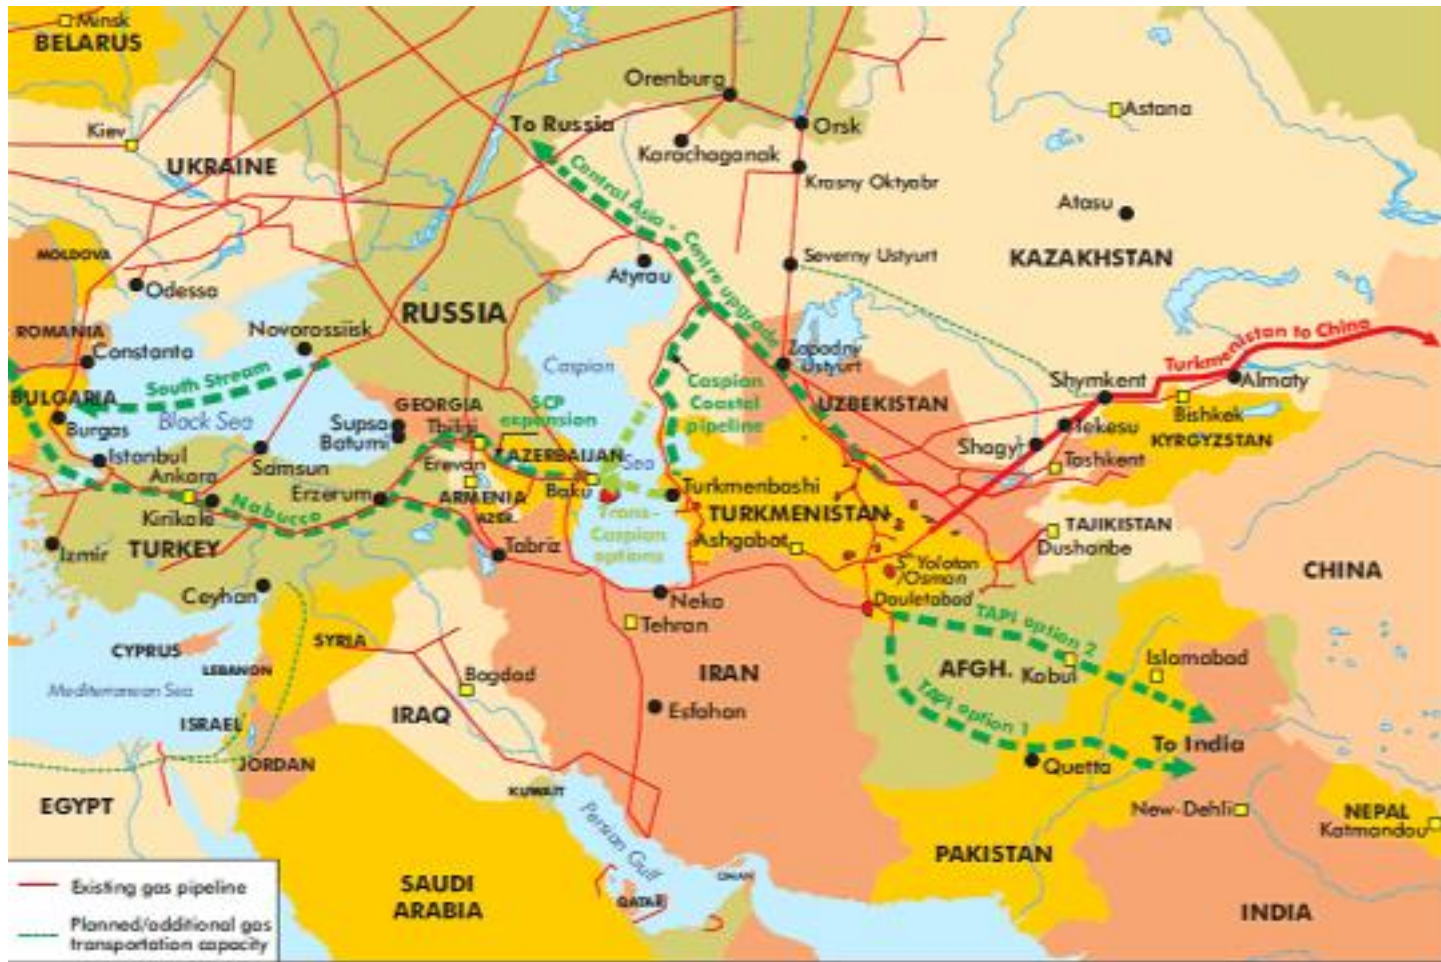 Minsk
BELARUS
Orenburg
Astana
To Russia
Orsk
Kiev
Karachaganak
UKRAINE
Central Asia - Centre upgrade
Krasny Oktyabr
Atasu
MOLDOVA
Severny Ustyurt
KAZAKHSTAN
Atyrau
Odessa
RUSSIA
ROMANIA
Novorossiisk
Constanta
Zapadny
Ustyurt
Turkmenistan to China
Caspian
South Stream
Shymkent
Almaty
Caspian
Coastal
pipeline
BULGARIA
GEORGIA
SCP
expansion
UZBEKISTAN
Bishkek
Black Sea
Supsa
Batumi
Tbilisi
Burgas
Tekesu
KYRGYZSTAN
Shagyl
Istanbul
Samsun
AZERBAIJAN
Sea
Tashkent
Ankara
Erevan
Baku
Turkmenbashi
Erzerum
ARMENIA
Kirikale
Nabucco
AZER.
Trans-
Caspian
options
TURKMENISTAN
TAJIKISTAN
Izmir
TURKEY
Tabriz
Ashgabat
Dushanbe
S. Yolotan
/Osman
CHINA
Ceyhan
Neka
Dauletabad
TAPI option 2
Tehran
SYRIA
CYPRUS
LEBANON
AFGH.
Kabul
Islamabad
Bagdad
IRAN
Mediterranean Sea
TAPI option 1
ISRAEL
IRAQ
Esfahan
To India
JORDAN
Quetta
KUWAIT
EGYPT
Persian Gulf
New-Dehli
NEPAL
Katmandou
PAKISTAN
Existing gas pipeline
SAUDI
ARABIA
OMAN
QATAR
INDIA
Planned/additional gas
transportation capacity